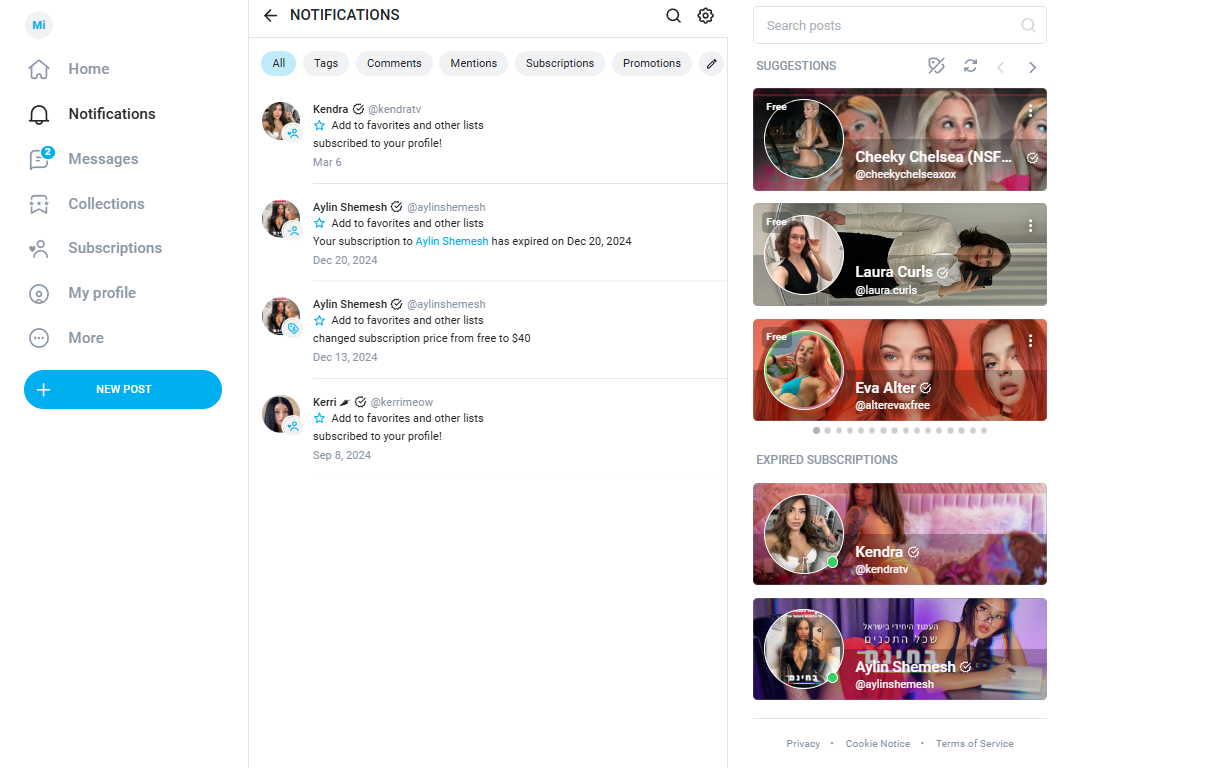 Mi
Home
Notifications
2
Messages
Collections
Subscriptions
My profile
More
NEW POST
NOTIFICATIONS
All
Tags
Comments
Mentions
Subscriptions
Promotions
Kendra @kendratv
Add to favorites and other lists
subscribed to your profile!
Mar 6
Aylin Shemesh @aylinshemesh
Add to favorites and other lists
Your subscription to Aylin Shemesh has expired on Dec 20, 2024
Dec 20, 2024
Aylin Shemesh @aylinshemesh
Add to favorites and other lists
changed subscription price from free to $40
Dec 13, 2024
Kerri @kerrimeow
Add to favorites and other lists
subscribed to your profile!
Sep 8, 2024
Search posts
SUGGESTIONS
Free
Cheeky Chelsea (NSF...
@cheekychelseaxox
Free
Laura Curls
@laura.curls
Free
Eva Alter
@alterevaxfree
EXPIRED SUBSCRIPTIONS
Kendra
@kendratv
העמוד היחידי בישראל
שכל התכנים
בחינם
בחינם
Aylin Shemesh
@aylinshemesh
Privacy • Cookie Notice • Terms of Service